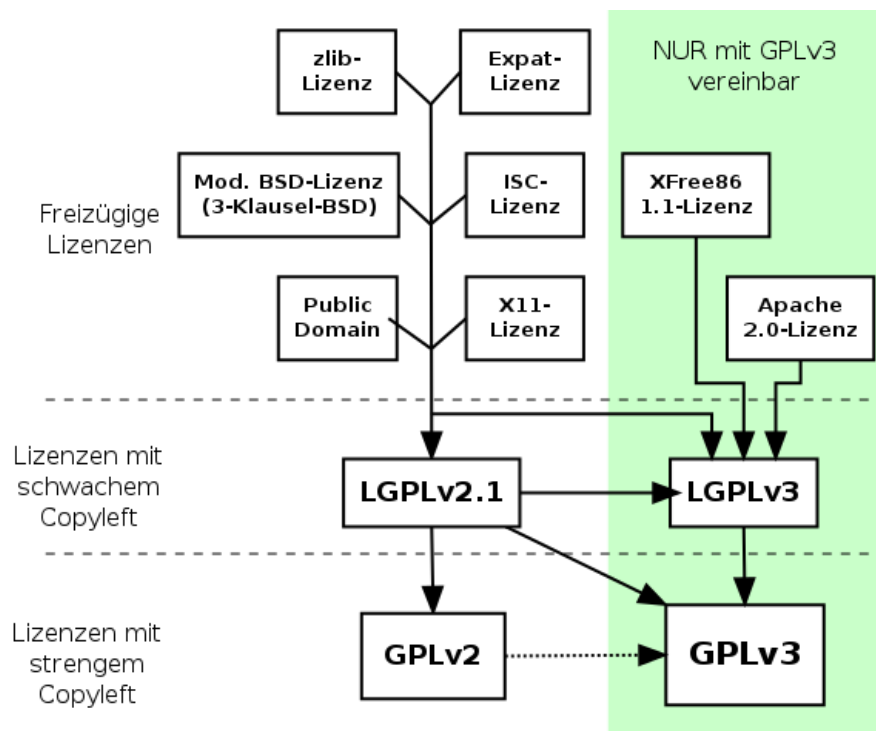 zlib-
Lizenz
Expat-
Lizenz
NUR mit GPLv3
vereinbar
Freizügige
Lizenzen
Mod. BSD-Lizenz
(3-Klausel-BSD)
ISC-
Lizenz
XFree86
1.1-Lizenz
Public
Domain
X11-
Lizenz
Apache
2.0-Lizenz
Lizenzen mit
schwachem
Copyleft
LGPLv2.1
LGPLv3
Lizenzen mit
strengem
Copyleft
GPLv2
GPLv3